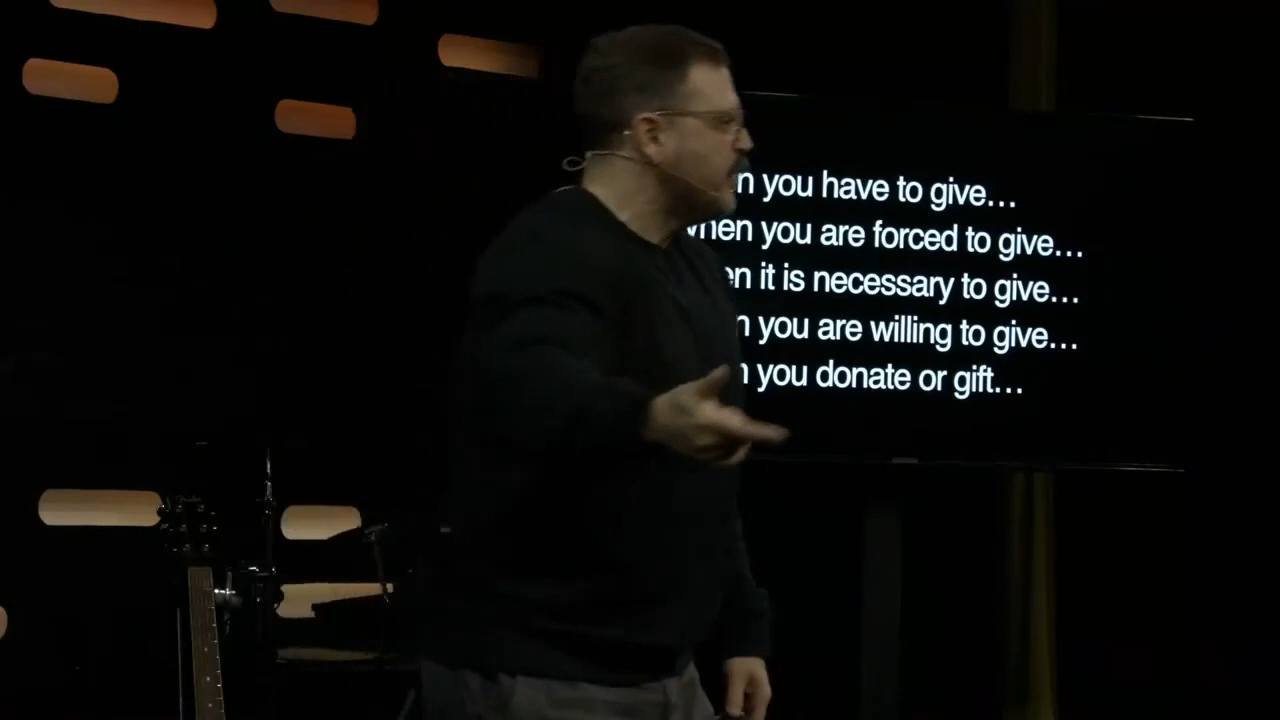 you have to give…
when you are forced to give…
it is necessary to give…
you are willing to give…
you donate or gift…
Fender